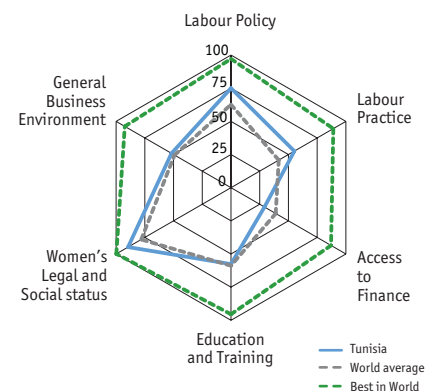 Labour Policy
100
75
50
25
0
General
Business
Environment
Labour
Practice
Women's
Legal and
Social status
Access
to
Finance
Education
and Training
Tunisia
World average
Best in World